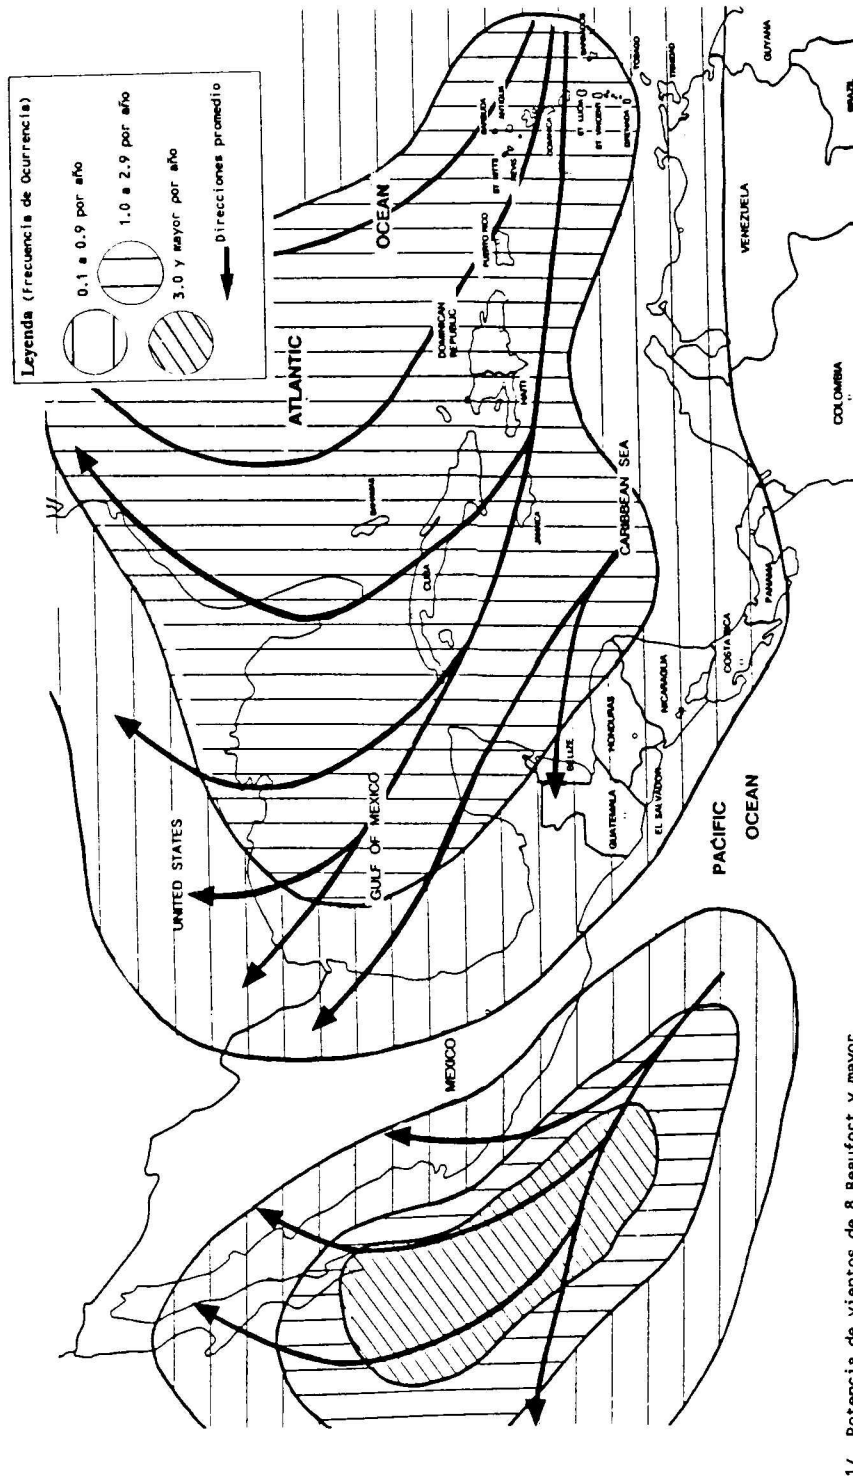 Leyenda (Frecuencia de Ocurrencia)
0.1 a 0.9 por año
1.0 a 2.9 por año
3.0 y mayor por año
Direcciones promedio
UNITED STATES
ATLANTIC
OCEAN
GULF OF MEXICO
MEXICO
BAHAMAS
CUBA
JAMAICA
HAITI
DOMINICAN
REPUBLIC
PUERTO RICO
BARBUDA
ANTIGUA
ST KITTS
NEVIS
DOMINICA
ST LUCIA
ST VINCENT
BARBADOS
GRENADA
TOBAGO
TRINIDAD
CARIBBEAN SEA
BELIZE
GUATEMALA
HONDURAS
EL SALVADOR
NICARAGUA
COSTA RICA
PANAMA
PACIFIC
OCEAN
VENEZUELA
COLOMBIA
GUYANA
BRAZIL
1/ Potencia de vientos de 8 Beaufort y mayor